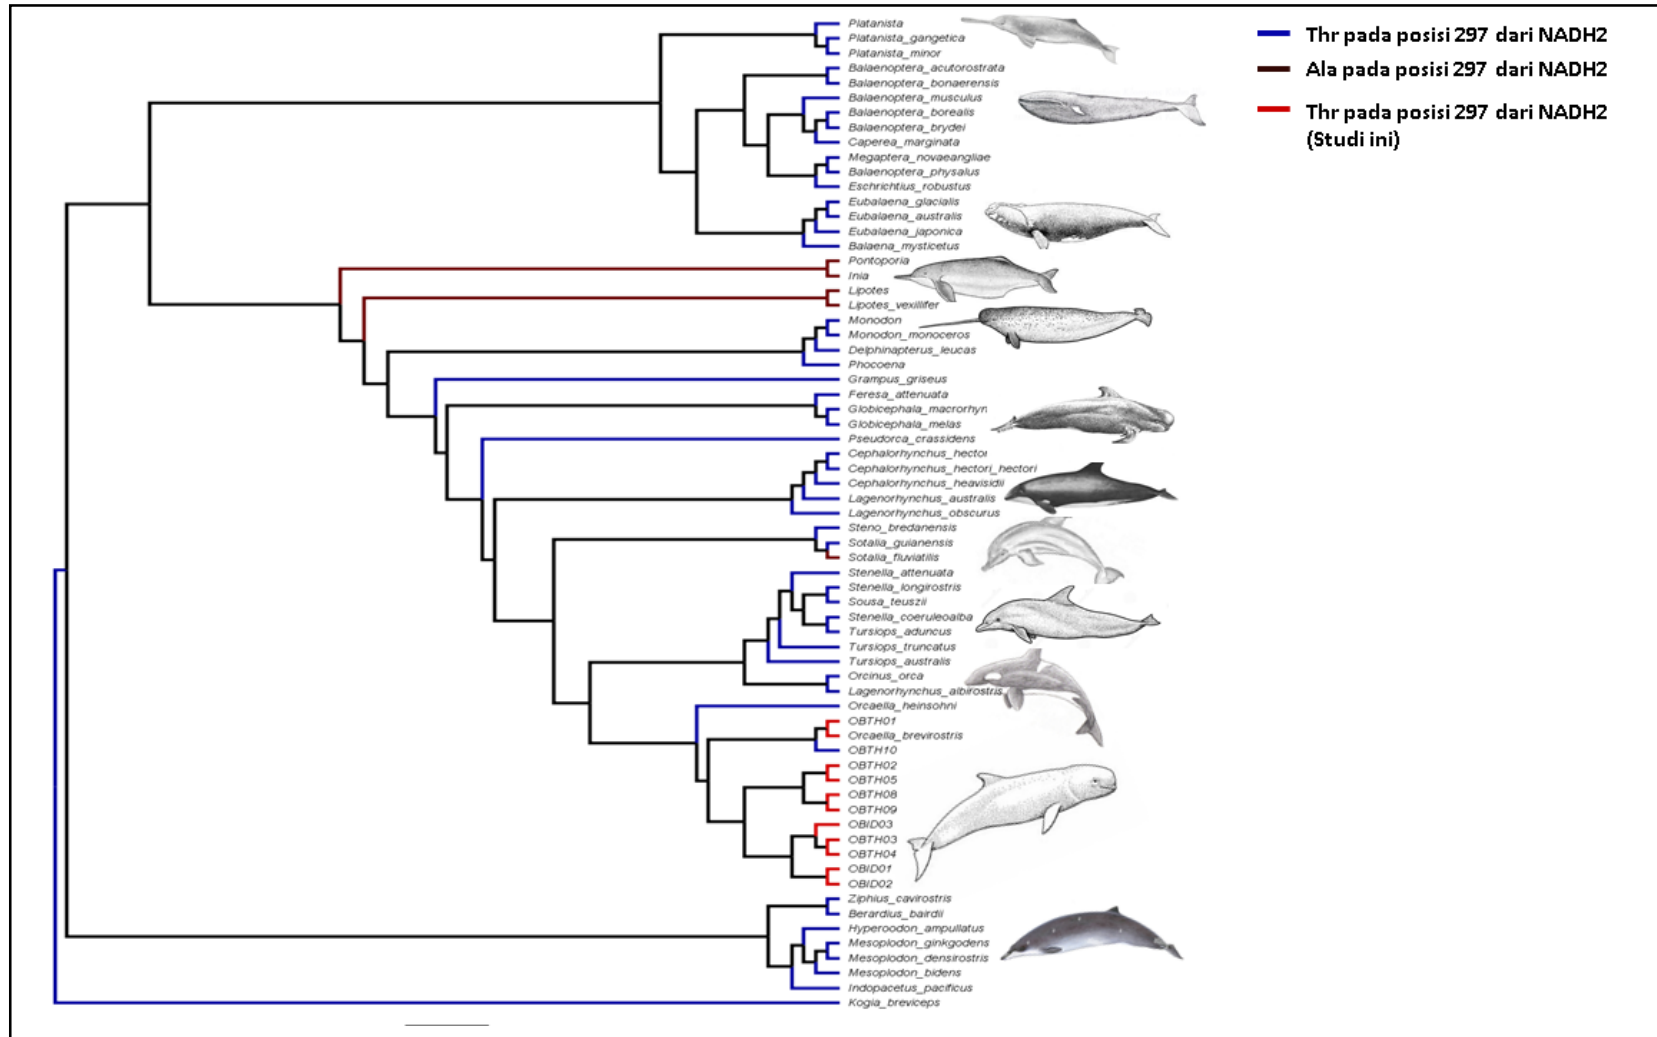 Platanista
Platanista_gangetica
Platanista_minor
Balaenoptera_acutorostrata
Balaenoptera_bonaerensis
Balaenoptera_musculus
Balaenoptera_borealis
Balaenoptera_brydei
Caperea_marginata
Megaptera_novaeangliae
Balaenoptera_physalus
Eschrichtius_robustus
Eubalaena_glacialis
Eubalaena_australis
Eubalaena_japonica
Balaena_mysticetus
Pontoporia
Inia
Lipotes
Lipotes_vexillifer
Monodon
Monodon_monoceros
Delphinapterus_leucas
Phocoena
Grampus_griseus
Feresa_attenuata
Globicephala_macrorhyn
Globicephala_melas
Pseudorca_crassidens
Cephalorhynchus_hector
Cephalorhynchus_hectori_hectori
Cephalorhynchus_heavisidii
Lagenorhynchus_australis
Lagenorhynchus_obscurus
Steno_bredanensis
Sotalia_guianensis
Sotalia_fluviatilis
Stenella_attenuata
Stenella_longirostris
Sousa_teuszii
Stenella_coeruleoalba
Tursiops_aduncus
Tursiops_truncatus
Tursiops_australis
Orcinus_orca
Lagenorhynchus_albirostris
Orcaella_heinsohni
OBTH01
Orcaella_brevirostris
OBTH10
OBTH02
OBTH05
OBTH08
OBTH09
OBID03
OBTH03
OBTH04
OBID01
OBID02
Ziphius_cavirostris
Berardius_bairdii
Hyperoodon_ampullatus
Mesoplodon_ginkgodens
Mesoplodon_densirostris
Mesoplodon_bidens
Indopacetus_pacificus
Kogia_breviceps
Thr pada posisi 297 dari NADH2
Ala pada posisi 297 dari NADH2
Thr pada posisi 297 dari NADH2
(Studi ini)